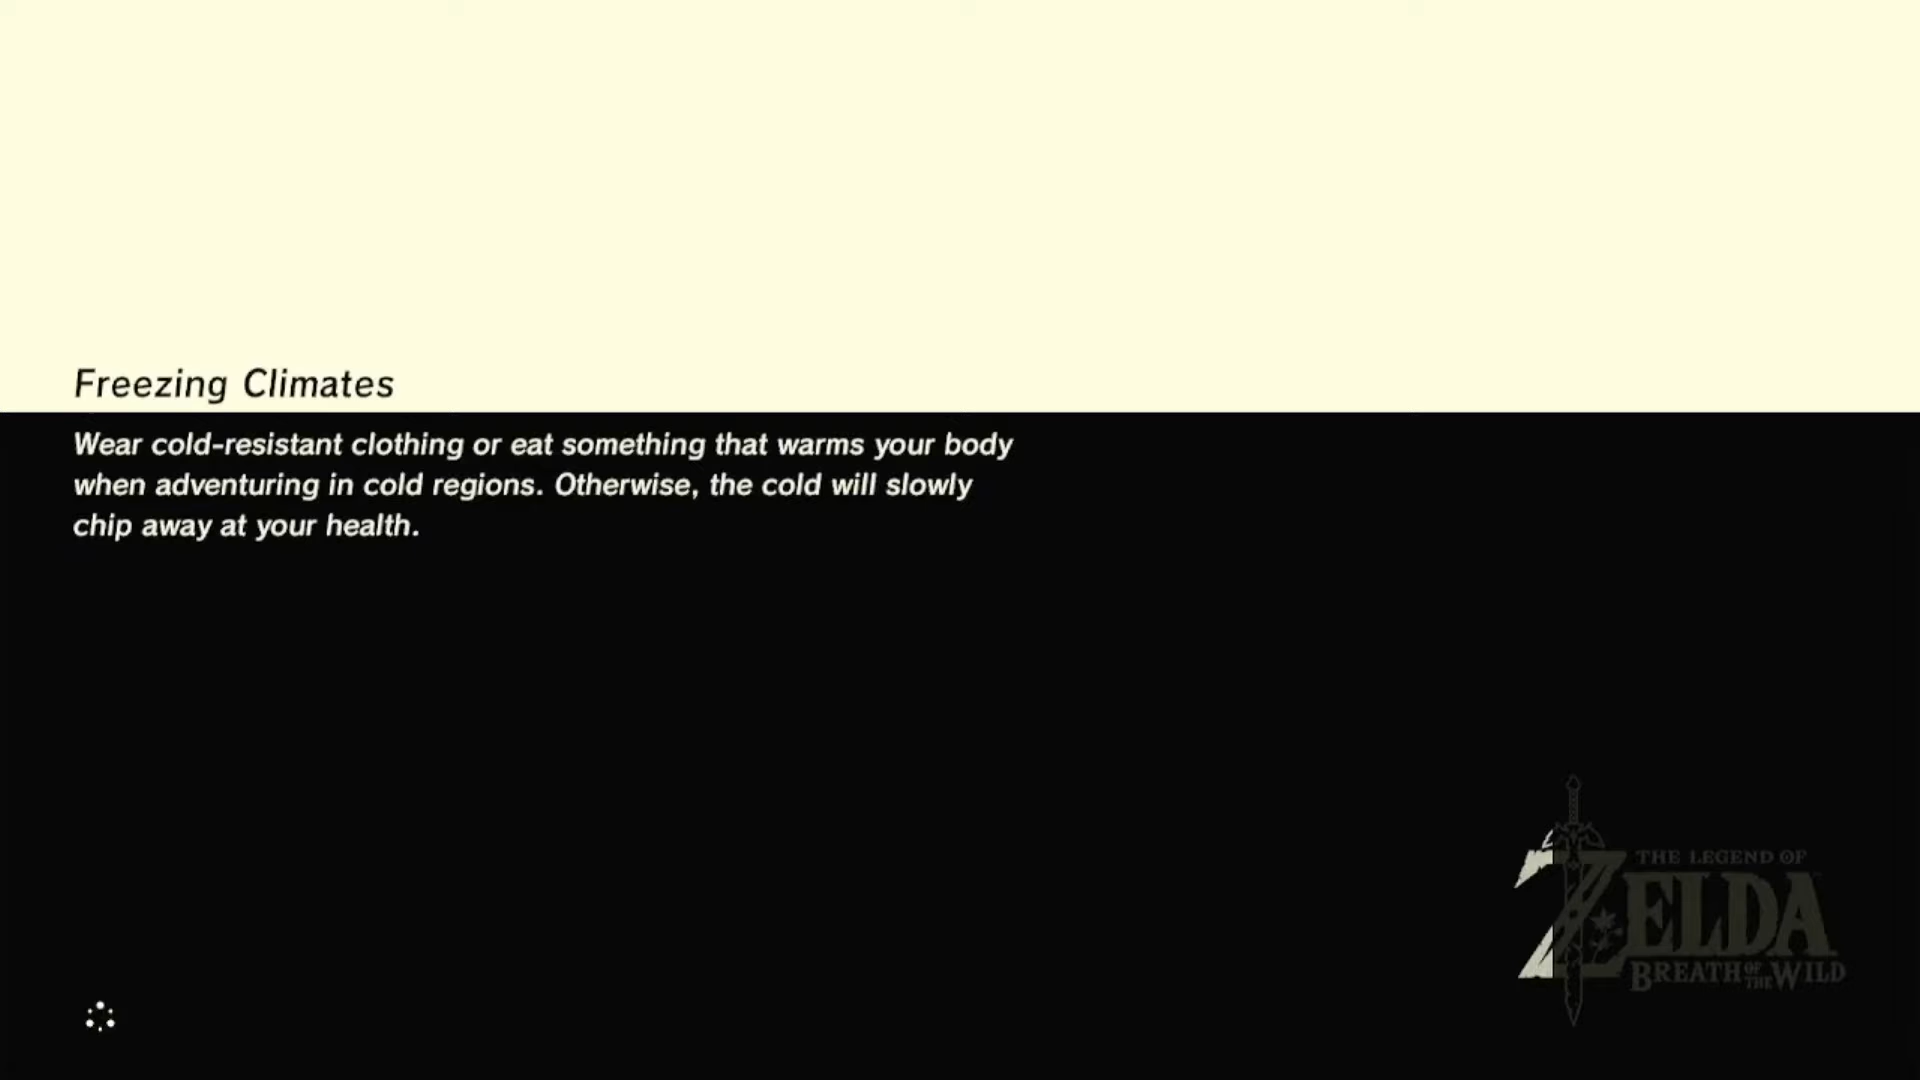 Freezing Climates
Wear cold-resistant clothing or eat something that warms your body
when adventuring in cold regions. Otherwise, the cold will slowly
chip away at your health.
THE LEGEND OF
ZELDA
BREATH OF THE WILD